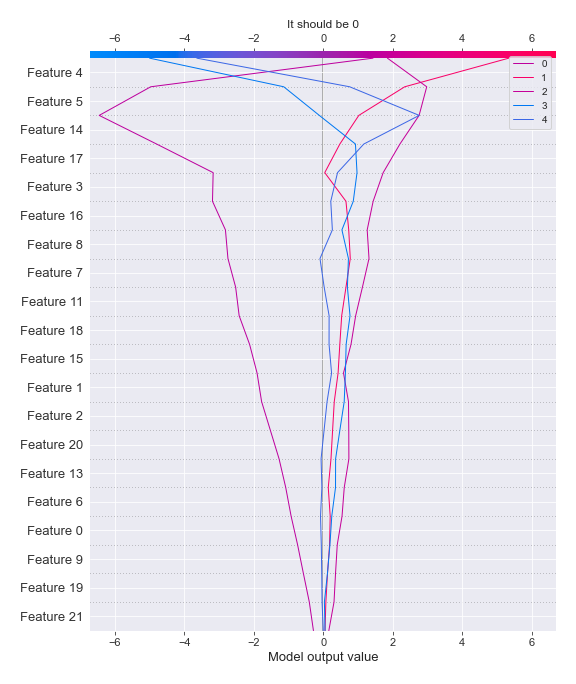 It should be 0
−6 −4 −2 0 2 4 6
0
1
2
3
4
Feature 4
Feature 5
Feature 14
Feature 17
Feature 3
Feature 16
Feature 8
Feature 7
Feature 11
Feature 18
Feature 15
Feature 1
Feature 2
Feature 20
Feature 13
Feature 6
Feature 0
Feature 9
Feature 19
Feature 21
−6 −4 −2 0 2 4 6
Model output value